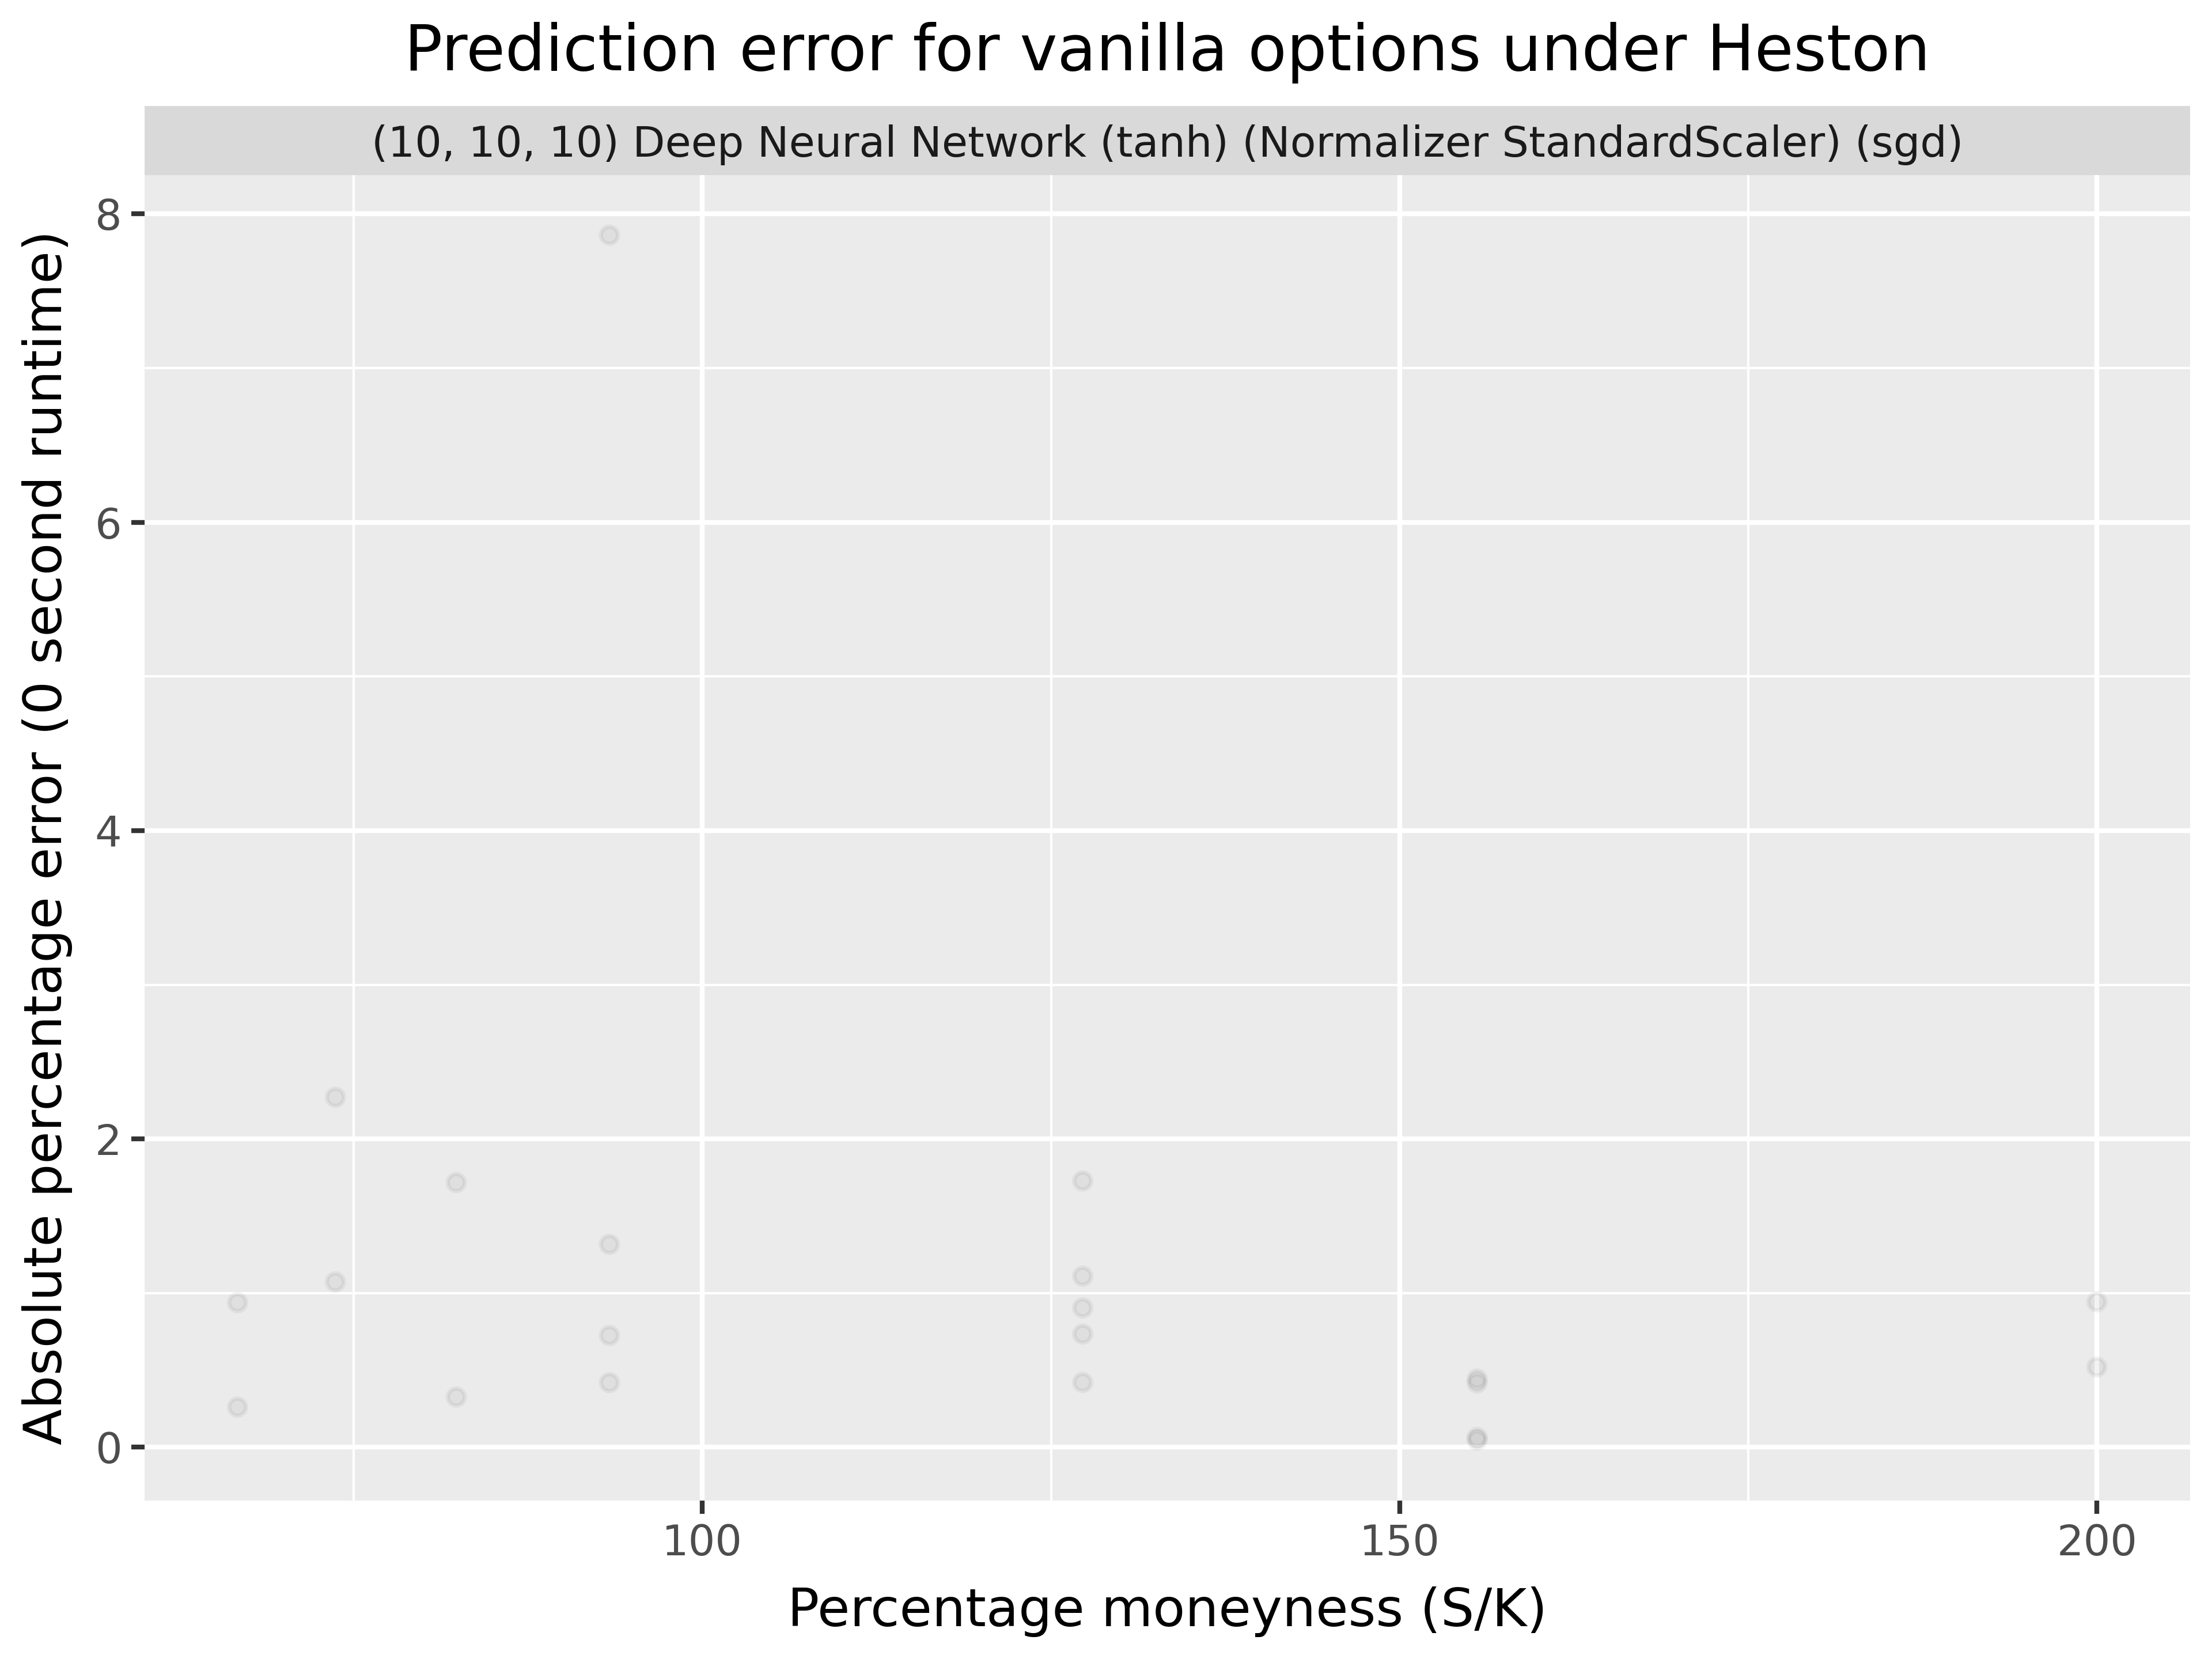 Prediction error for vanilla options under Heston
(10, 10, 10) Deep Neural Network (tanh) (Normalizer StandardScaler) (sgd)
Absolute percentage error (0 second runtime)
8
6
4
2
0
100
150
200
Percentage moneyness (S/K)